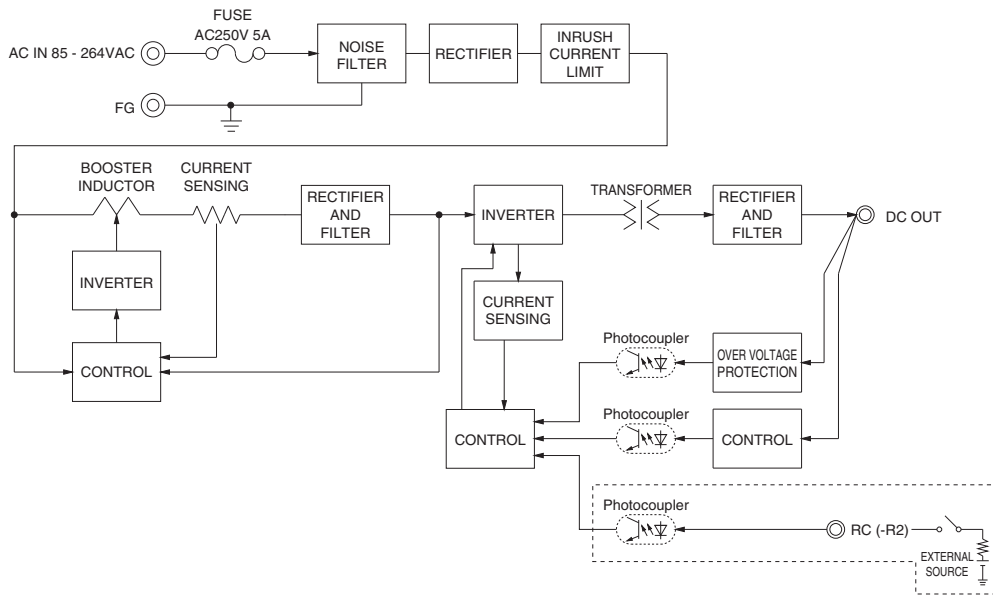 FUSE
AC250V 5A
AC IN 85 - 264VAC
NOISE
FILTER
RECTIFIER
INRUSH
CURRENT
LIMIT
FG
BOOSTER
INDUCTOR
CURRENT
SENSING
RECTIFIER
AND
FILTER
INVERTER
TRANSFORMER
RECTIFIER
AND
FILTER
DC OUT
INVERTER
CURRENT
SENSING
CONTROL
Photocoupler
OVER VOLTAGE
PROTECTION
Photocoupler
CONTROL
CONTROL
Photocoupler
RC (-R2)
EXTERNAL
SOURCE